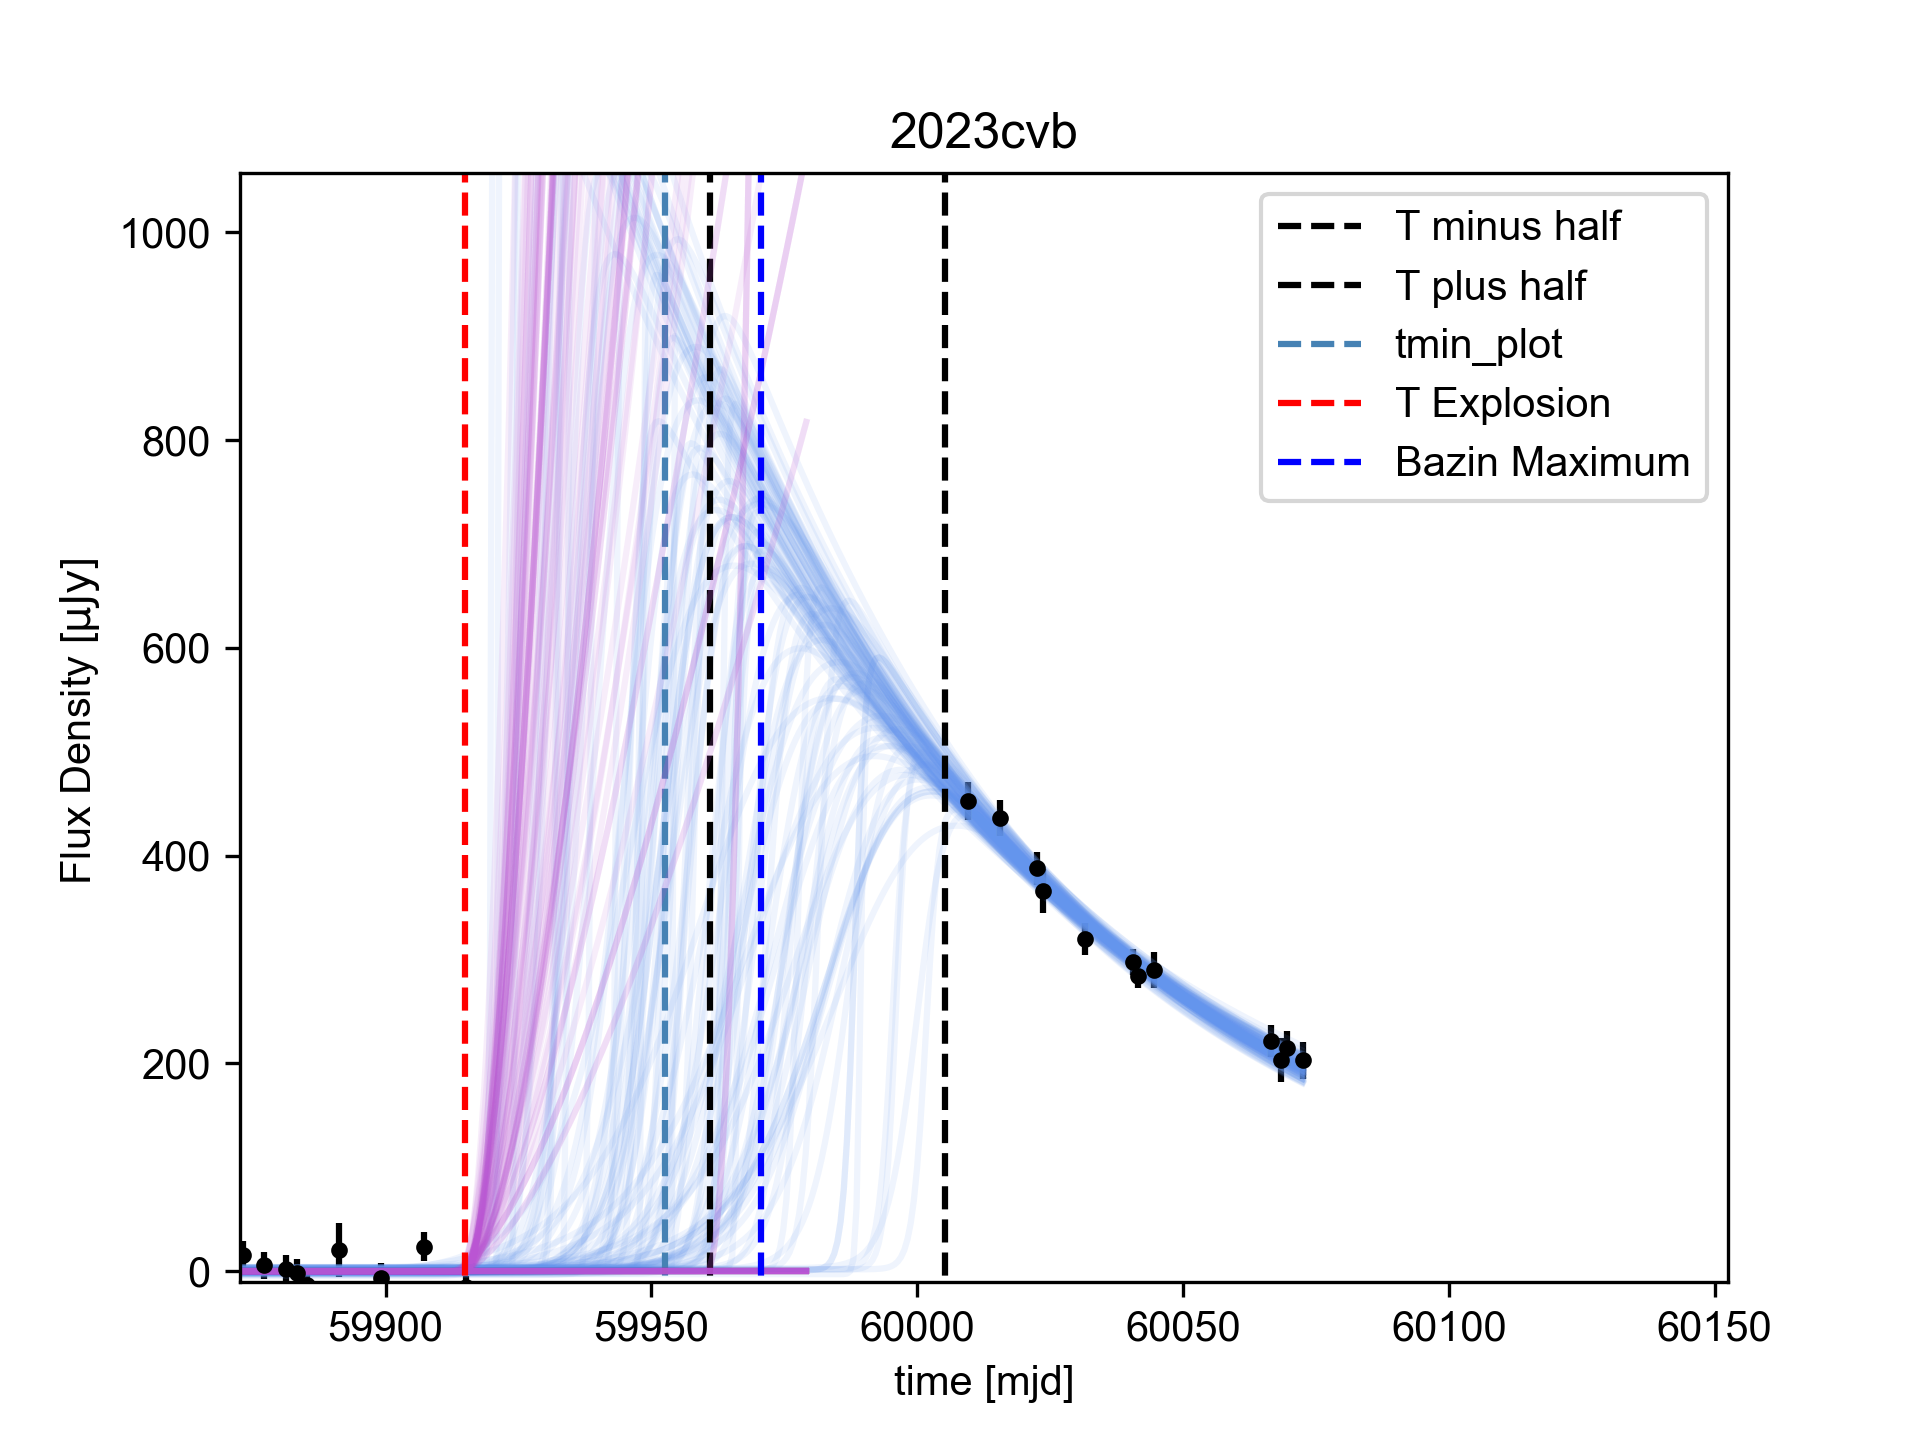 2023cvb
1000
800
600
400
200
0
Flux Density [µJy]
T minus half
T plus half
tmin_plot
T Explosion
Bazin Maximum
59900
59950
60000
60050
60100
60150
time [mjd]